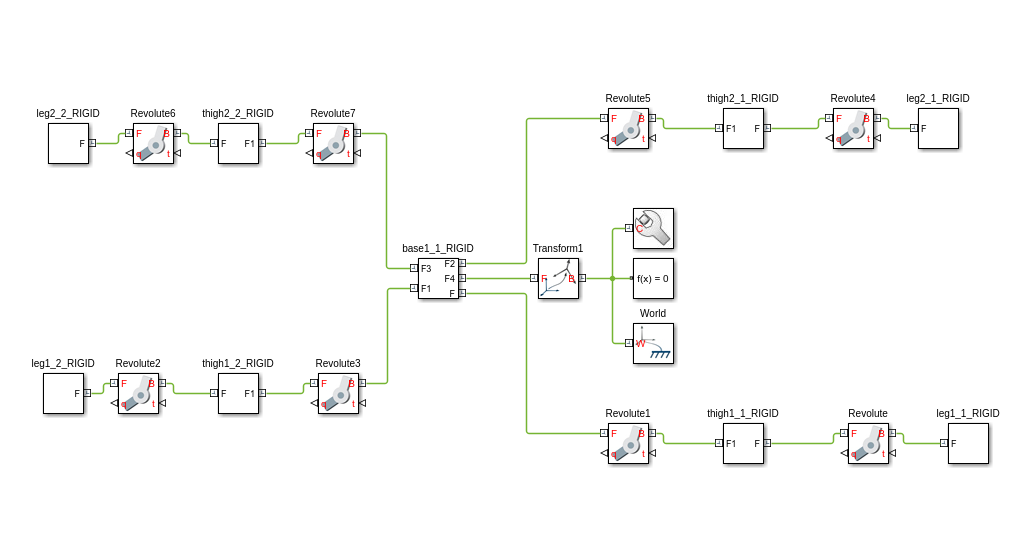 leg2_2_RIGID
F
Revolute6
F B
q t
thigh2_2_RIGID
F F1
Revolute7
F B
q t
Revolute5
F B
q t
thigh2_1_RIGID
F1 F
Revolute4
F B
q t
leg2_1_RIGID
F
base1_1_RIGID
F3 F2
F4
F1 F
Transform1
F B
C
f(x) = 0
World
W
leg1_2_RIGID
F
Revolute2
F B
q t
thigh1_2_RIGID
F F1
Revolute3
F B
q t
Revolute1
F B
q t
thigh1_1_RIGID
F1 F
Revolute
F B
q t
leg1_1_RIGID
F